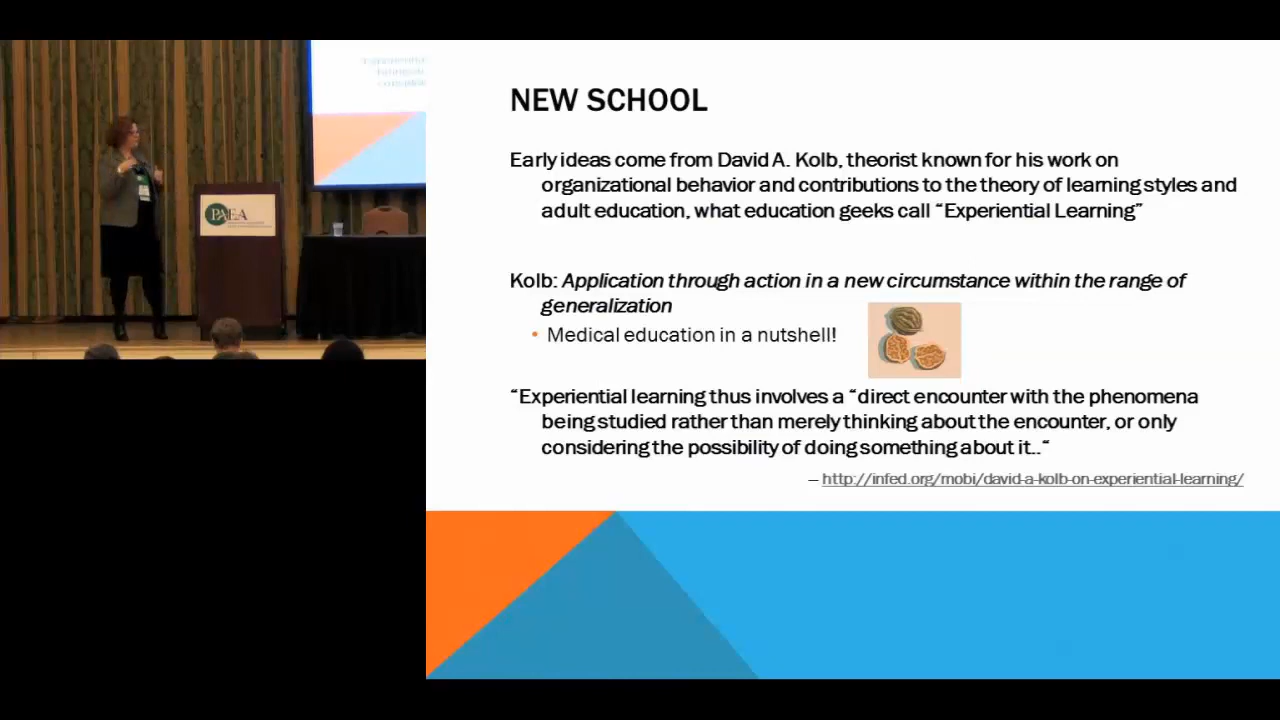 PAEA
NEW SCHOOL
Early ideas come from David A. Kolb, theorist known for his work on
organizational behavior and contributions to the theory of learning styles and
adult education, what education geeks call “Experiential Learning”
Kolb: Application through action in a new circumstance within the range of
generalization
• Medical education in a nutshell!
“Experiential learning thus involves a “direct encounter with the phenomena
being studied rather than merely thinking about the encounter, or only
considering the possibility of doing something about it..“
– http://infed.org/mobi/david-a-kolb-on-experiential-learning/